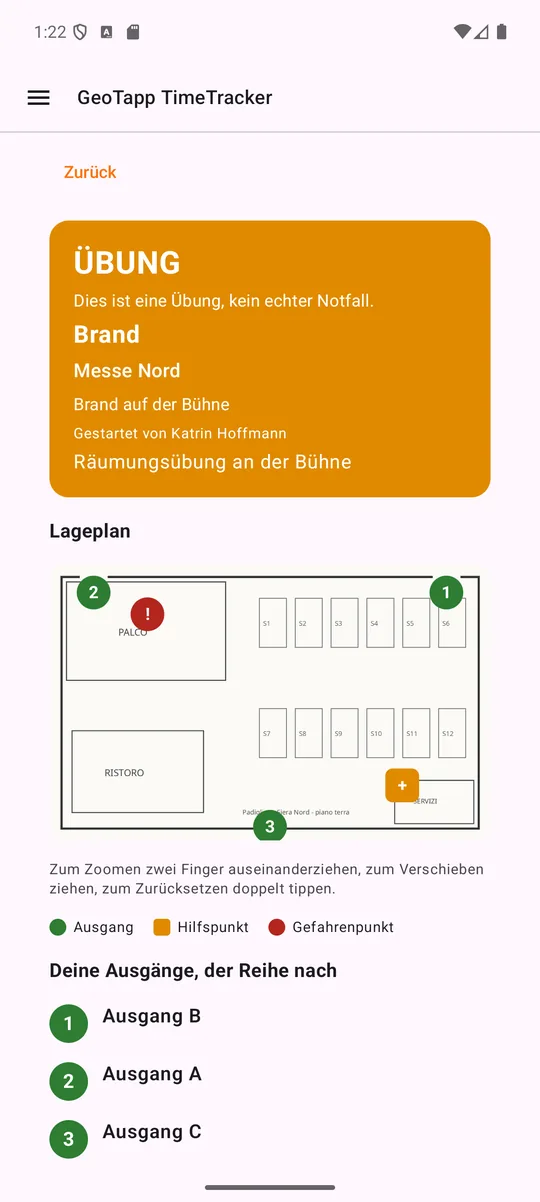 1:22
GeoTapp TimeTracker
Zurück
ÜBUNG
Dies ist eine Übung, kein echter Notfall.
Brand
Messe Nord
Brand auf der Bühne
Gestartet von Katrin Hoffmann
Räumungsübung an der Bühne
Lageplan
2
!
1
PALCO
S1 S2 S3 S4 S5 S6
S7 S8 S9 S10 S11 S12
RISTORO
+
Fiera Nord - piano terra
3
Zum Zoomen zwei Finger auseinanderziehen, zum Verschieben
ziehen, zum Zurücksetzen doppelt tippen.
Ausgang Hilfspunkt Gefahrenpunkt
Deine Ausgänge, der Reihe nach
1 Ausgang B
2 Ausgang A
3 Ausgang C